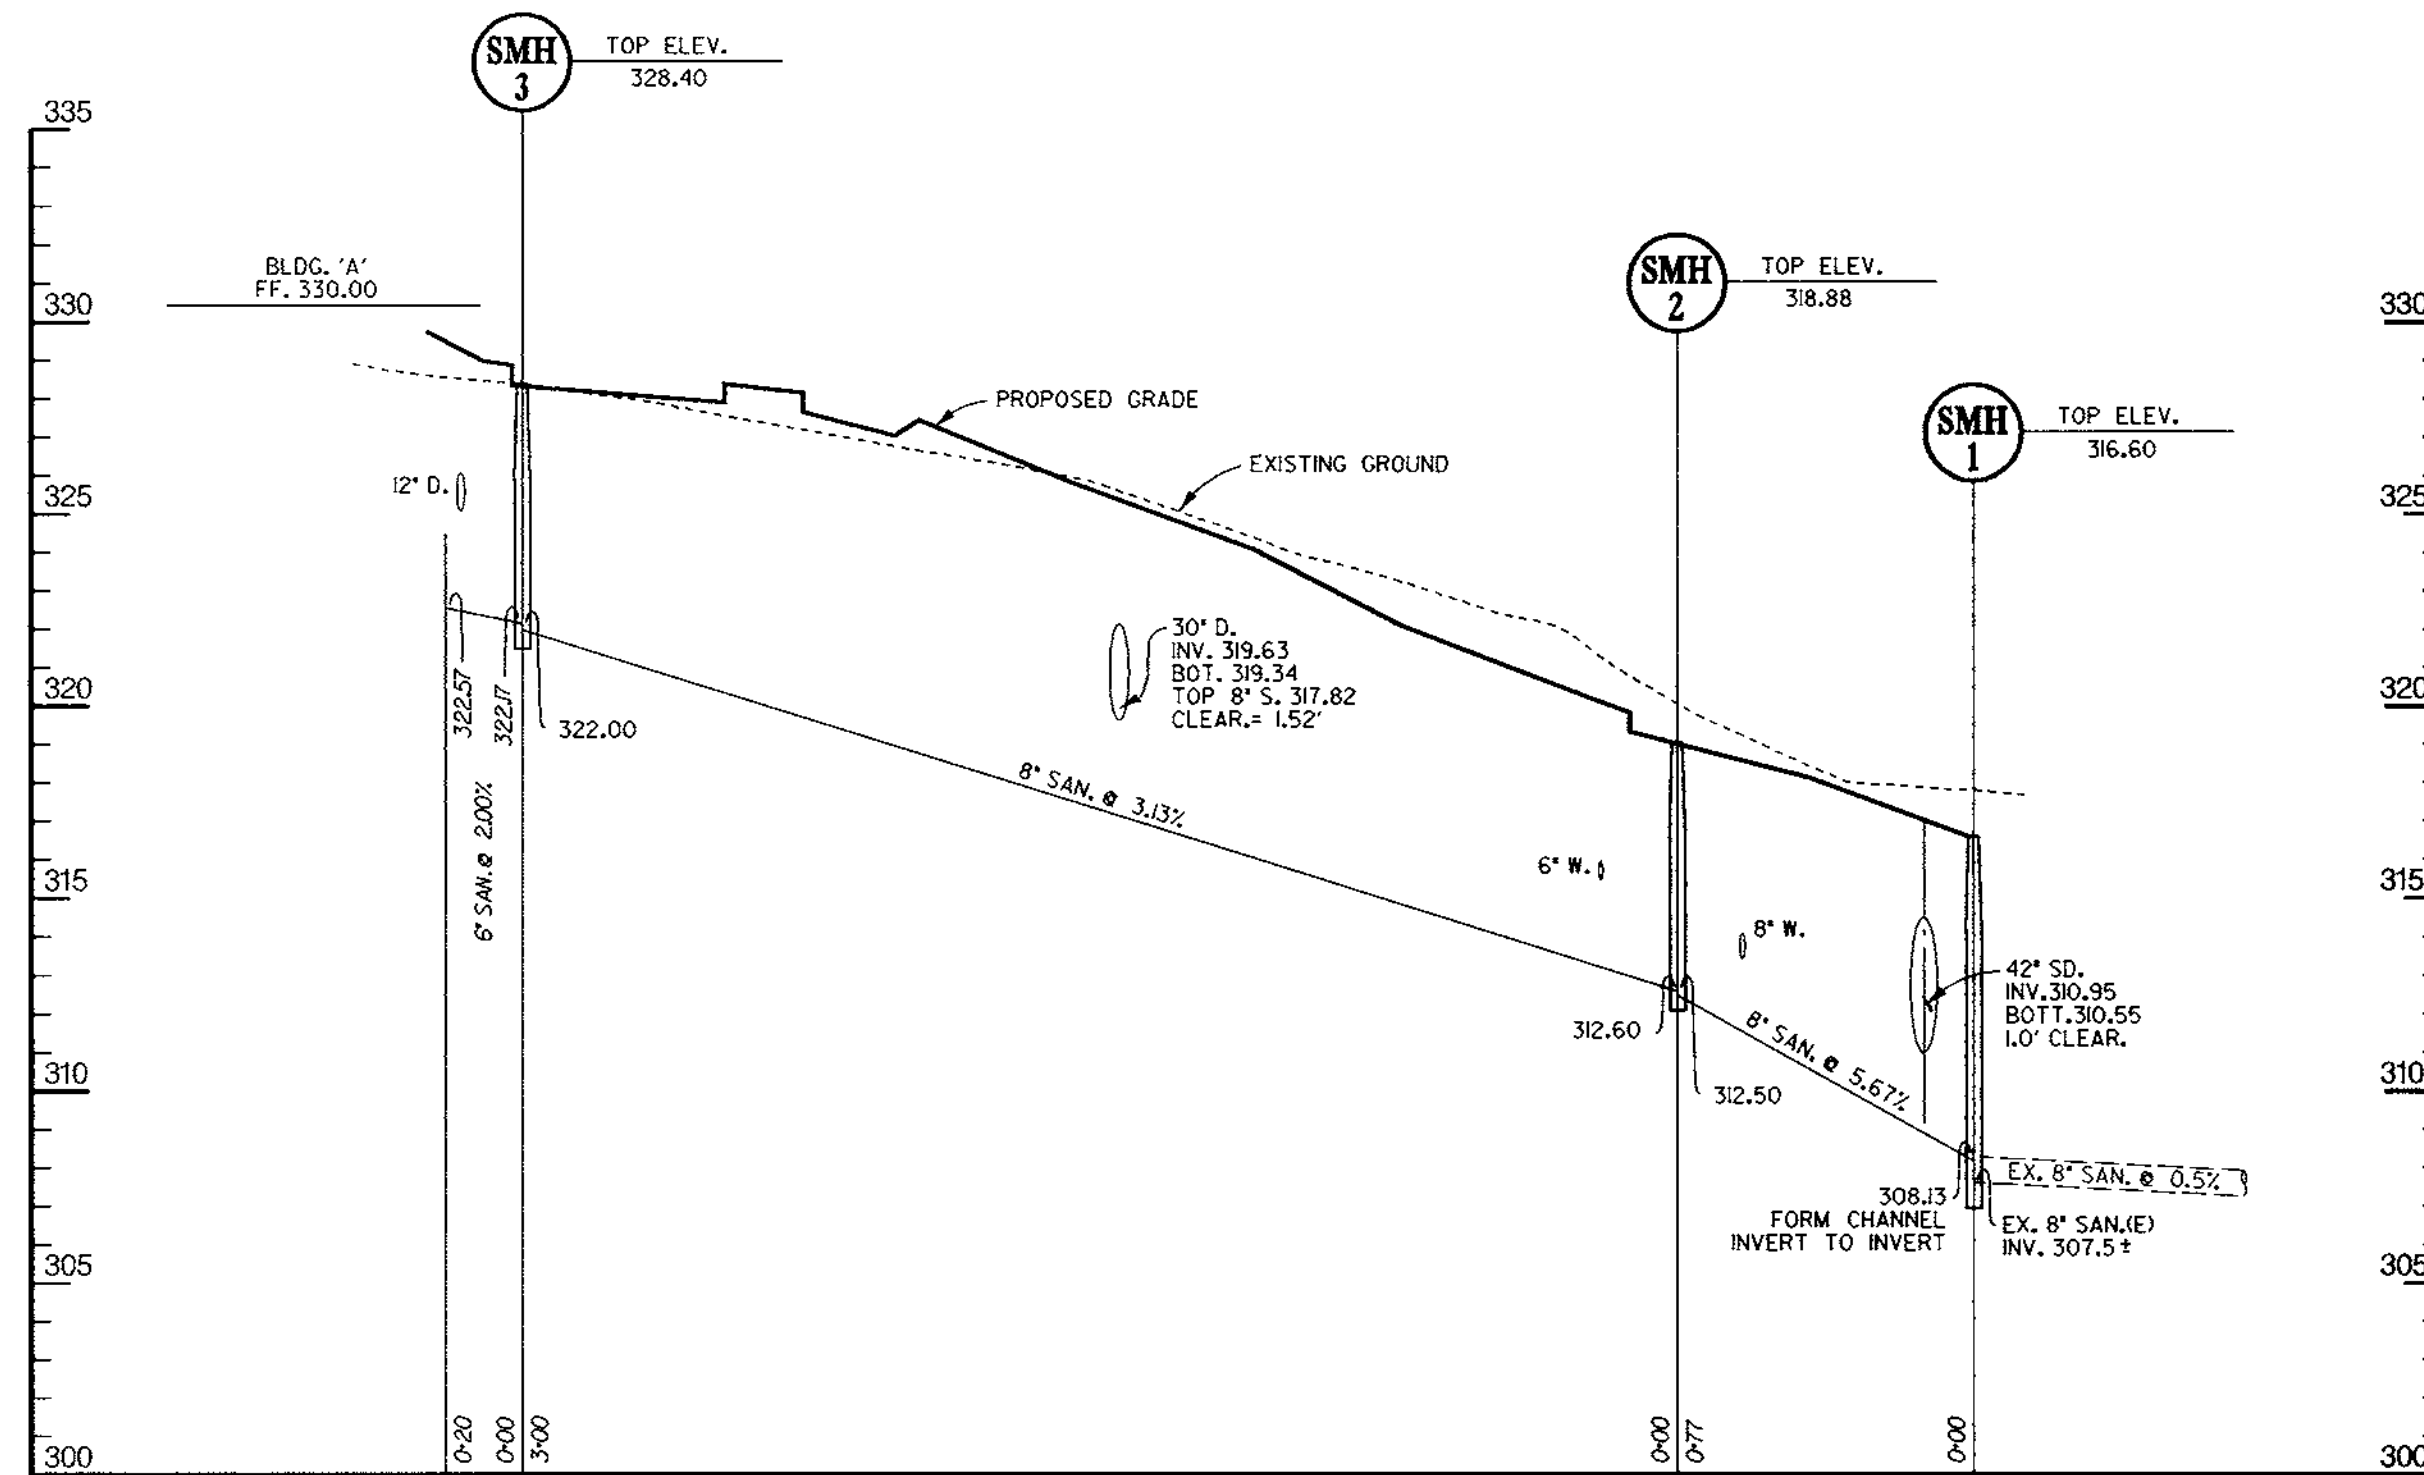 SMH
3
TOP ELEV.
328.40
335
BLDG. 'A'
FF. 330.00
330
SMH
2
TOP ELEV.
318.88
330
SMH
1
TOP ELEV.
316.60
PROPOSED GRADE
EXISTING GROUND
12" D.
325
325
30" D.
INV. 319.63
BOT. 319.34
TOP 8" S. 317.82
CLEAR.= 1.52'
322.57
322.17
322.00
320
320
6" SAN. @ 2.00%
8" SAN. @ 3.13%
6" W.
315
315
8" W.
42" SD.
INV.310.95
BOTT.310.55
1.0' CLEAR.
312.60
312.50
8" SAN. @ 5.67%
310
310
308.13
FORM CHANNEL
INVERT TO INVERT
EX. 8" SAN. @ 0.5%
EX. 8" SAN.(E)
INV. 307.5±
305
305
0+20
0+00
3+00
0+00
0+77
0+00
300
300